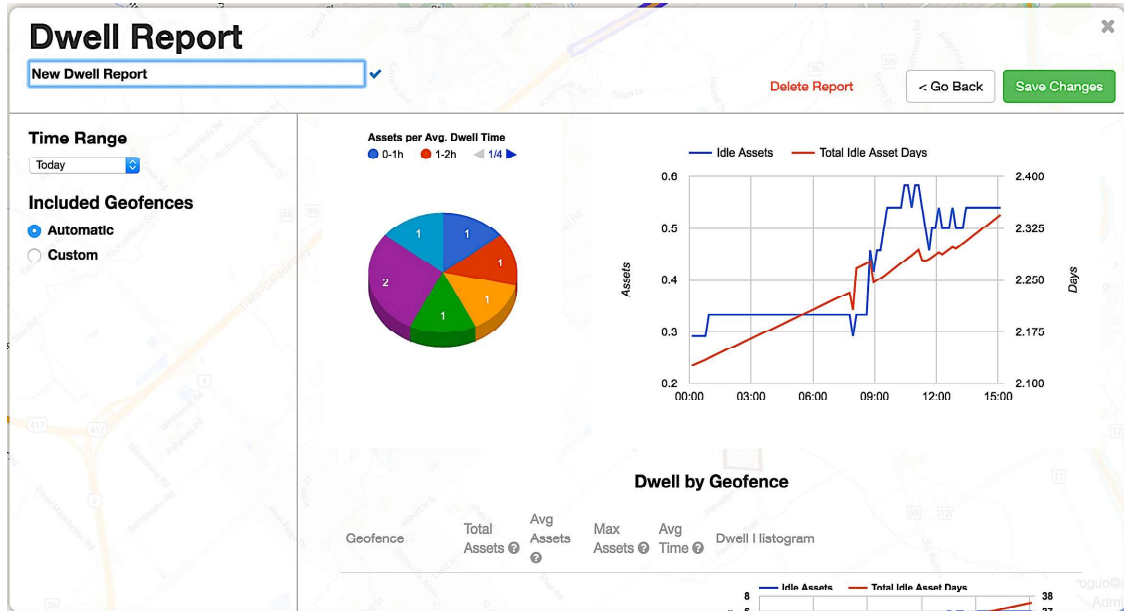 Dwell Report
New Dwell Report
Delete Report
< Go Back
Save Changes
Time Range
Today
Included Geofences
Automatic
Custom
Assets per Avg. Dwell Time
0-1h
1-2h
1/4
1
1
1
1
2
1
Idle Assets
Total Idle Asset Days
0.6
0.5
0.4
0.3
0.2
Assets
2.400
2.325
2.250
2.175
2.100
Days
00:00
03:00
06:00
09:00
12:00
15:00
Dwell by Geofence
Geofence
Total
Assets
Avg
Assets
Max
Assets
Avg
Time
Dwell Histogram
Idle Assets
Total Idle Asset Days
8
38
417
417